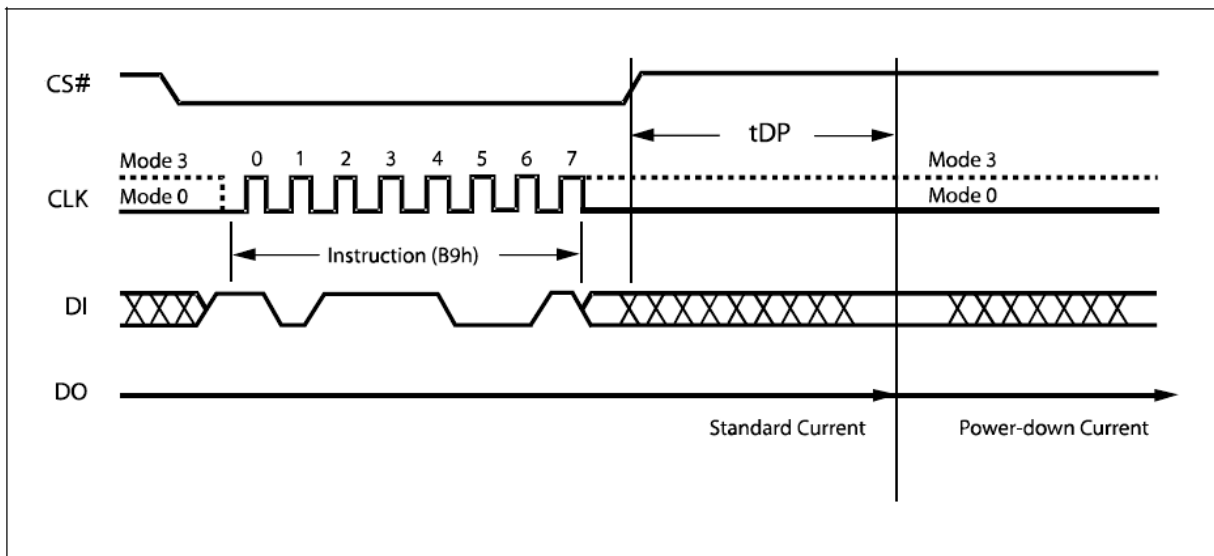 CS#
tDP
Mode 3
0 1 2 3 4 5 6 7
Mode 3
CLK
Mode 0
Mode 0
Instruction (B9h)
DI
DO
Standard Current
Power-down Current